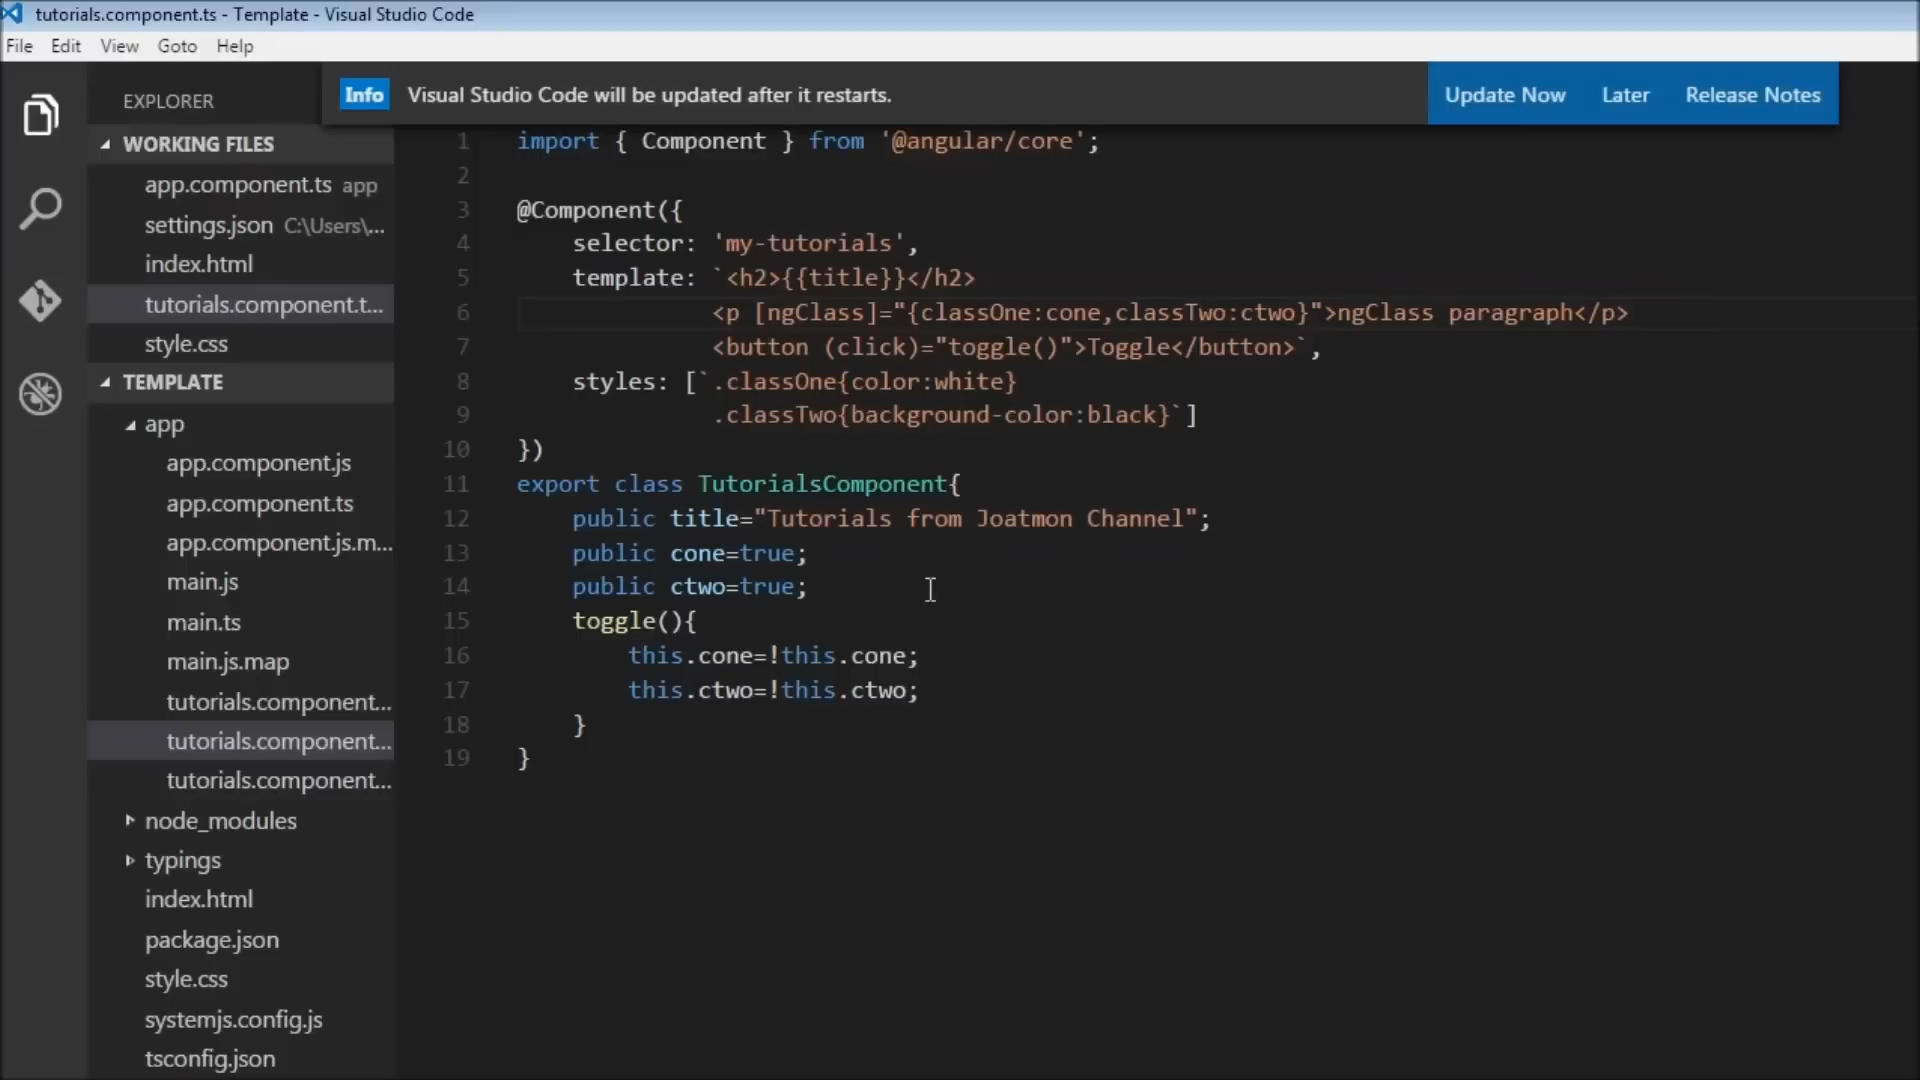 tutorials.component.ts - Template - Visual Studio Code
File Edit View Goto Help
EXPLORER
Info Visual Studio Code will be updated after it restarts. Update Now Later Release Notes
WORKING FILES
app.component.ts app
settings.json C:\Users\...
index.html
tutorials.component.t...
style.css
TEMPLATE
app
app.component.js
app.component.ts
app.component.js.m...
main.js
main.ts
main.js.map
tutorials.component...
tutorials.component...
tutorials.component...
node_modules
typings
index.html
package.json
style.css
systemjs.config.js
tsconfig.json
1 import { Component } from '@angular/core';
2
3 @Component({
4     selector: 'my-tutorials',
5     template: `<h2>{{title}}</h2>
6               <p [ngClass]="{classOne:cone,classTwo:ctwo}">ngClass paragraph</p>
7               <button (click)="toggle()">Toggle</button>`,
8     styles: [`.classOne{color:white}
9               .classTwo{background-color:black}`]
10 })
11 export class TutorialsComponent{
12     public title="Tutorials from Joatmon Channel";
13     public cone=true;
14     public ctwo=true;
15     toggle(){
16         this.cone=!this.cone;
17         this.ctwo=!this.ctwo;
18     }
19 }